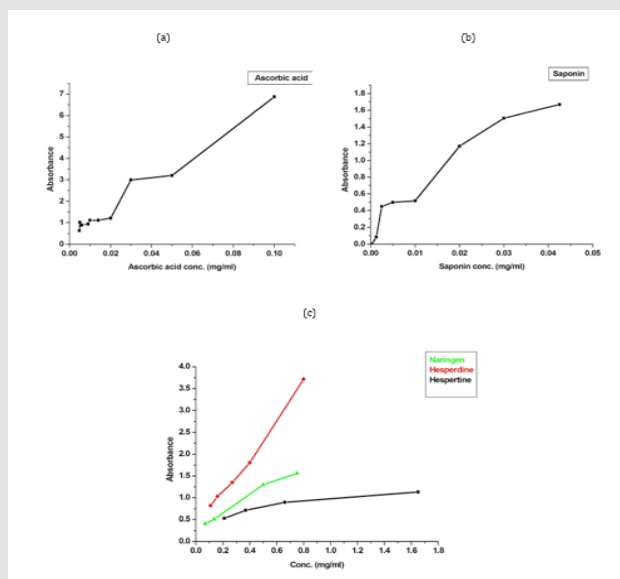 (a)
Ascorbic acid
7
6
5
4
3
2
1
0
Absorbance
0.00 0.02 0.04 0.06 0.08 0.10
Ascorbic acid conc. (mg/ml)
(b)
Saponin
1.8
1.6
1.4
1.2
1.0
0.8
0.6
0.4
0.2
0.0
Absorbance
0.00 0.01 0.02 0.03 0.04 0.05
Saponin conc. (mg/ml)
(c)
Naringen
Hesperdine
Hespertine
4.0
3.5
3.0
2.5
2.0
1.5
1.0
0.5
0.0
Absorbance
0.0 0.2 0.4 0.6 0.8 1.0 1.2 1.4 1.6 1.8
Conc. (mg/ml)